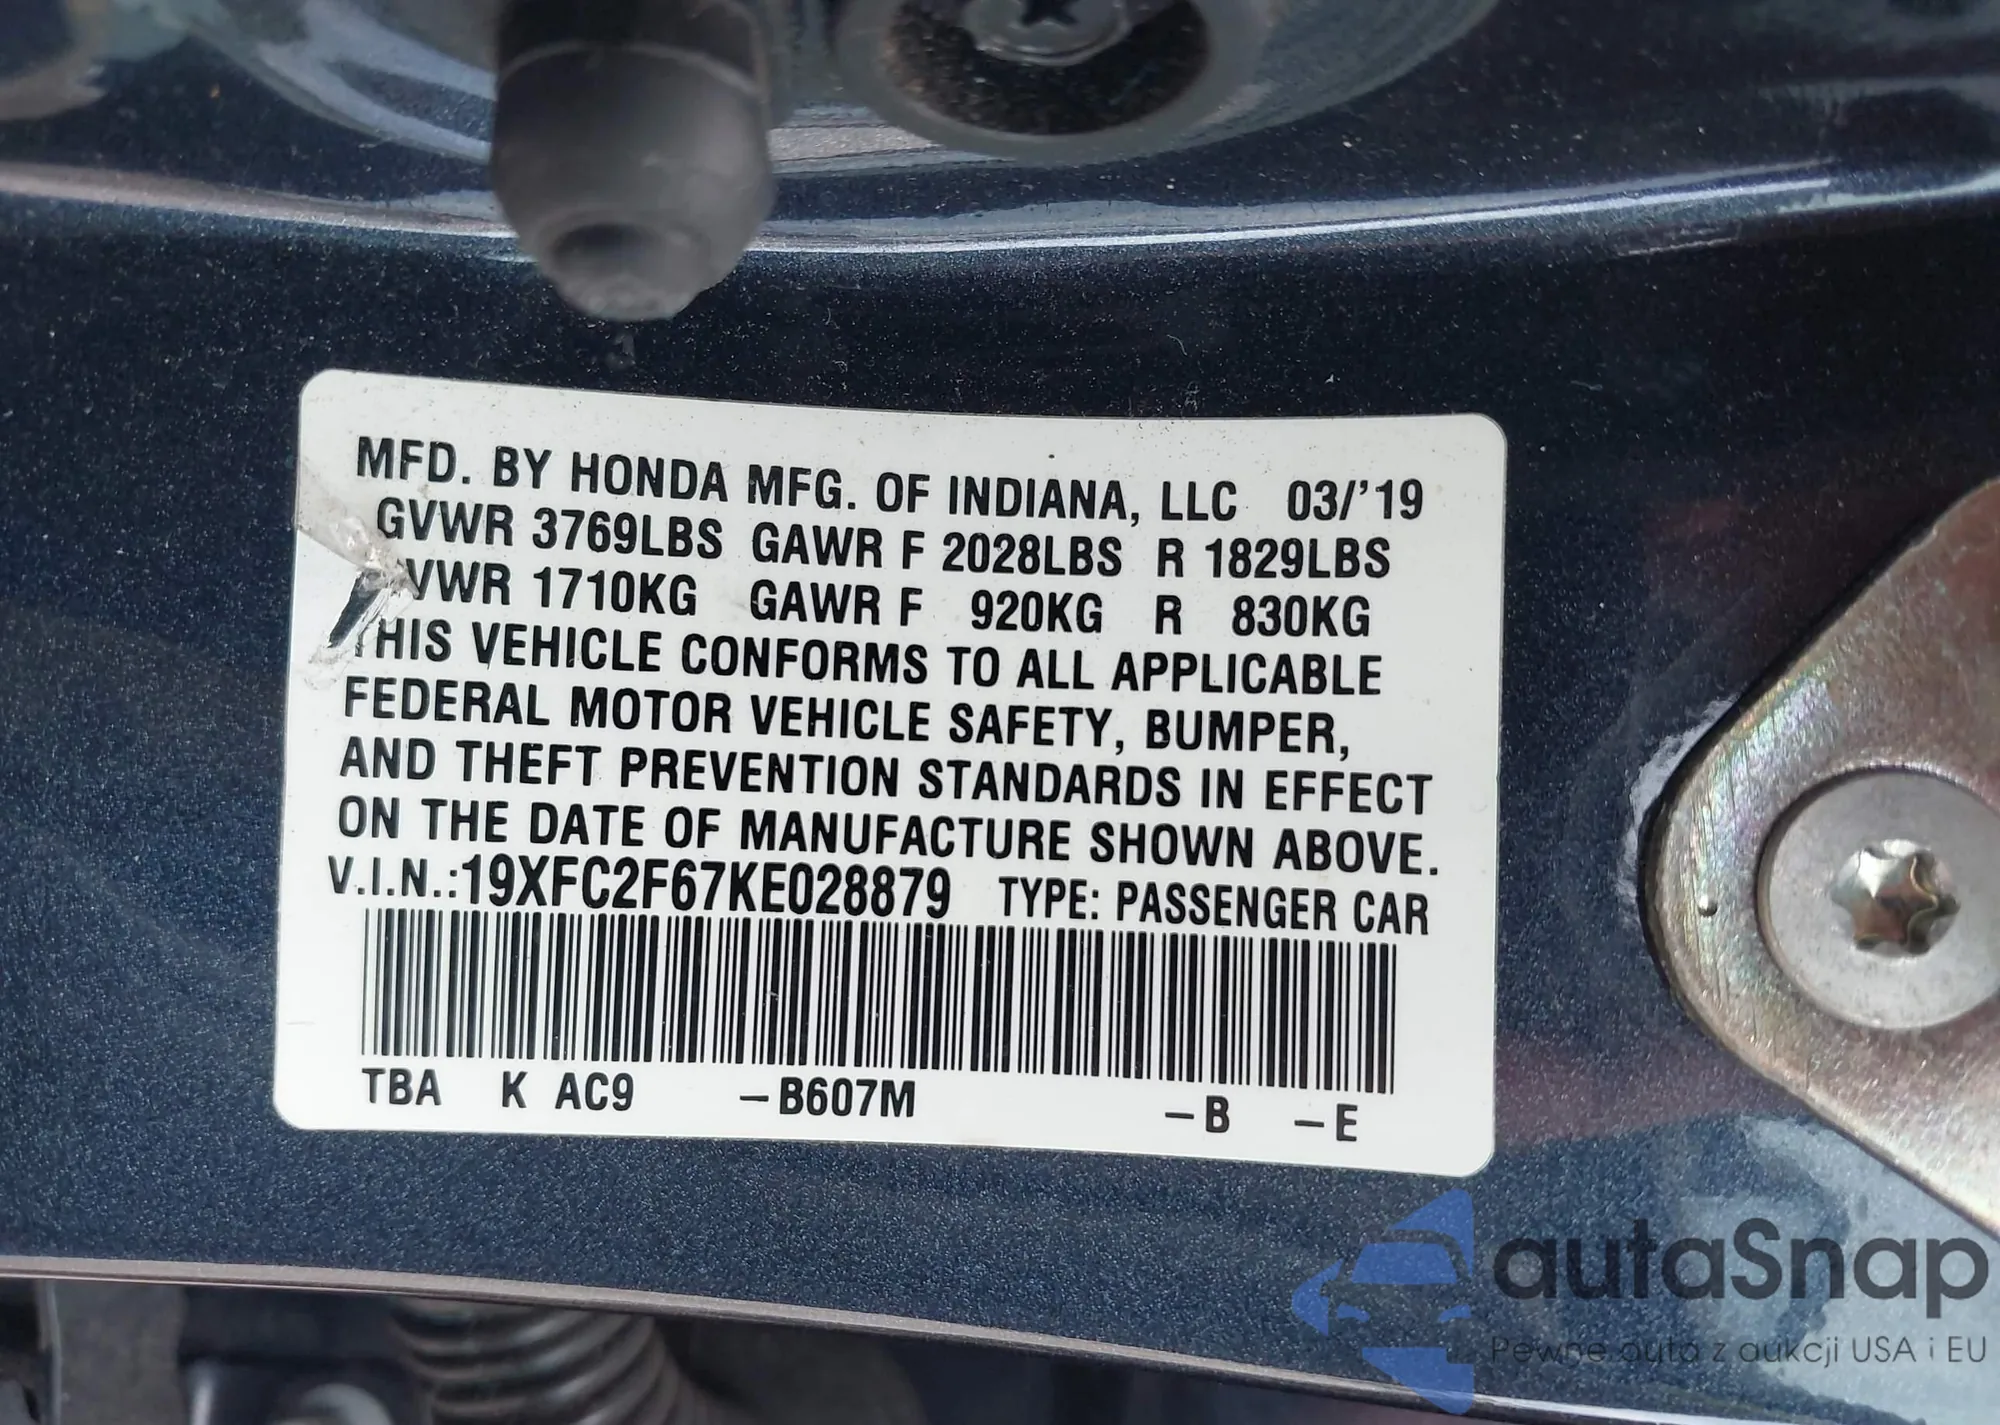 MFD. BY HONDA MFG. OF INDIANA, LLC 03/'19
GVWR 3769LBS GAWR F 2028LBS R 1829LBS
VWR 1710KG GAWR F 920KG R 830KG
THIS VEHICLE CONFORMS TO ALL APPLICABLE
FEDERAL MOTOR VEHICLE SAFETY, BUMPER,
AND THEFT PREVENTION STANDARDS IN EFFECT
ON THE DATE OF MANUFACTURE SHOWN ABOVE.
V.I.N.:19XFC2F67KE028879 TYPE: PASSENGER CAR
TBA K AC9 –B607M –B –E
autaSnap
Pewne auta z aukcji USA i EU